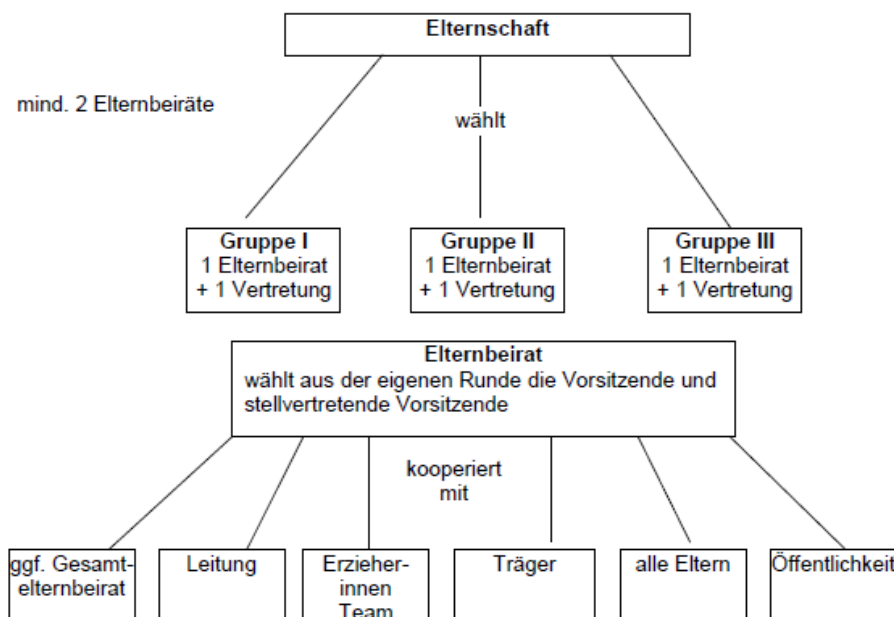 Elternschaft
mind. 2 Elternbeiräte
wählt
Gruppe I
1 Elternbeirat
+ 1 Vertretung
Gruppe II
1 Elternbeirat
+ 1 Vertretung
Gruppe III
1 Elternbeirat
+ 1 Vertretung
Elternbeirat
wählt aus der eigenen Runde die Vorsitzende und
stellvertretende Vorsitzende
kooperiert
mit
ggf. Gesamt-
elternbeirat
Leitung
Erzieher-
innen
Team
Träger
alle Eltern
Öffentlichkeit